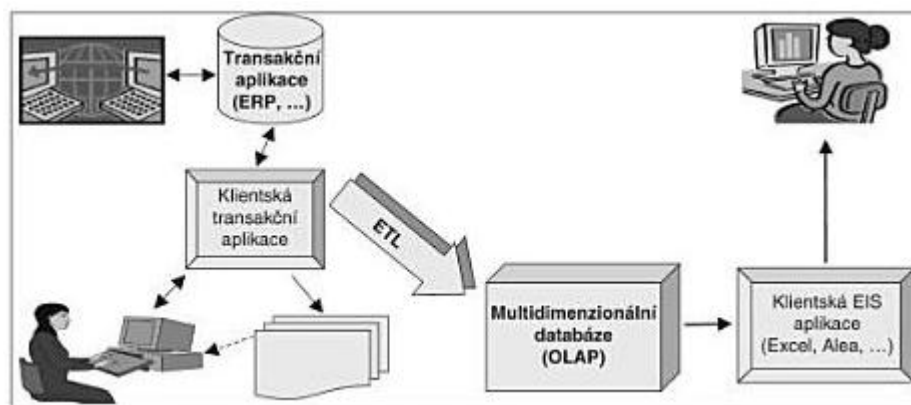 Transakční
aplikace
(ERP, ...)
Klientská
transakční
aplikace
ETL
Multidimenzionální
databáze
(OLAP)
Klientská EIS
aplikace
(Excel, Alea, ...)